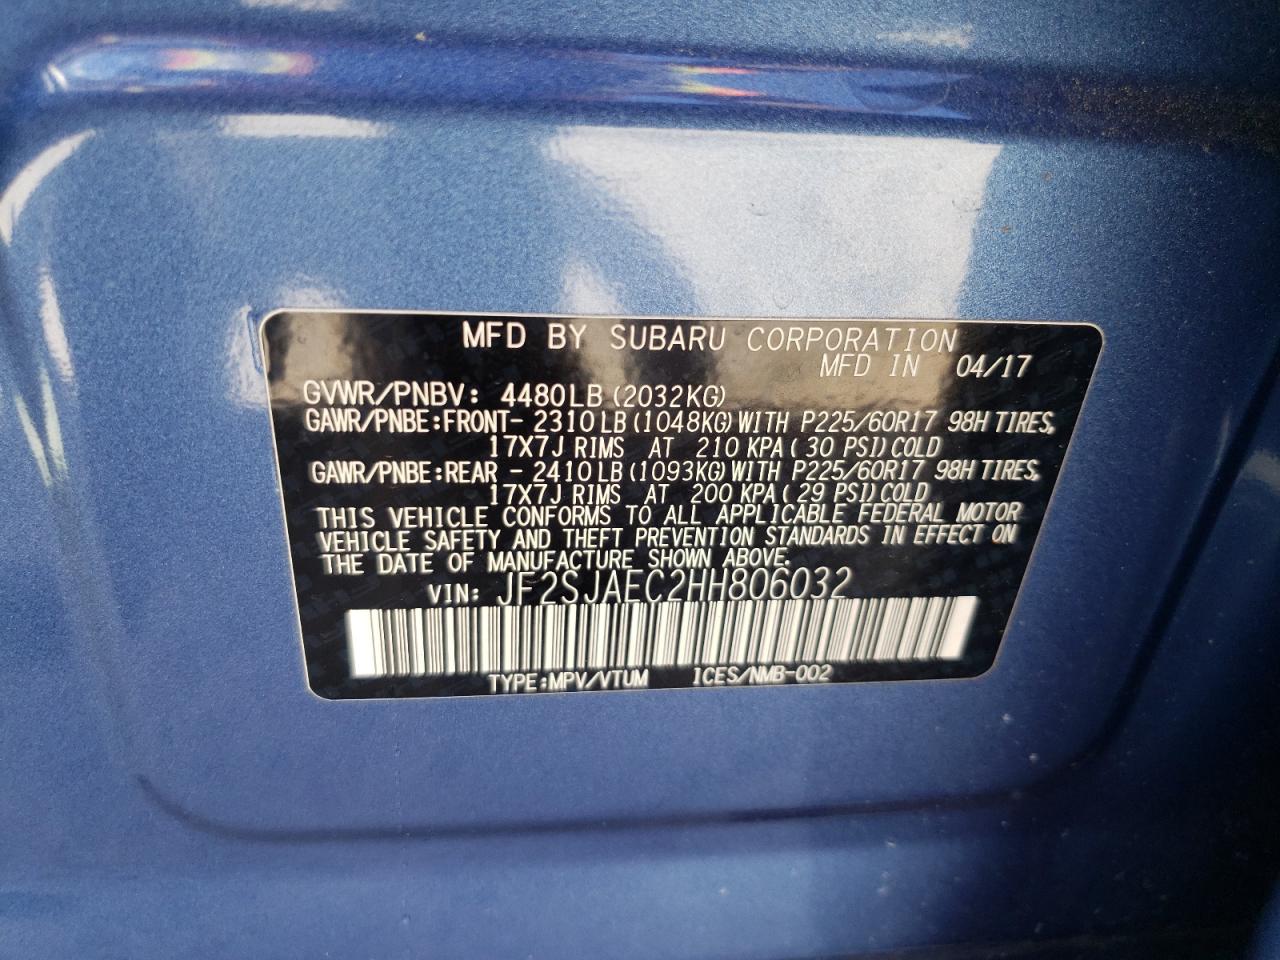 MFD BY SUBARU CORPORATION
MFD IN 04/17
GVWR/PNBV: 4480LB(2032KG)
GAWR/PNBE:FRONT- 2310LB(1048KG)WITH P225/60R17 98H TIRES,
17X7J RIMS AT 210 KPA(30 PSI)COLD
GAWR/PNBE:REAR - 2410LB(1093KG)WITH P225/60R17 98H TIRES,
17X7J RIMS AT 200 KPA(29 PSI)COLD
THIS VEHICLE CONFORMS TO ALL APPLICABLE FEDERAL MOTOR
VEHICLE SAFETY AND THEFT PREVENTION STANDARDS IN EFFECT ON
THE DATE OF MANUFACTURE SHOWN ABOVE.
VIN: JF2SJAEC2HH806032
TYPE:MPV/VTUM ICES/NMB-002